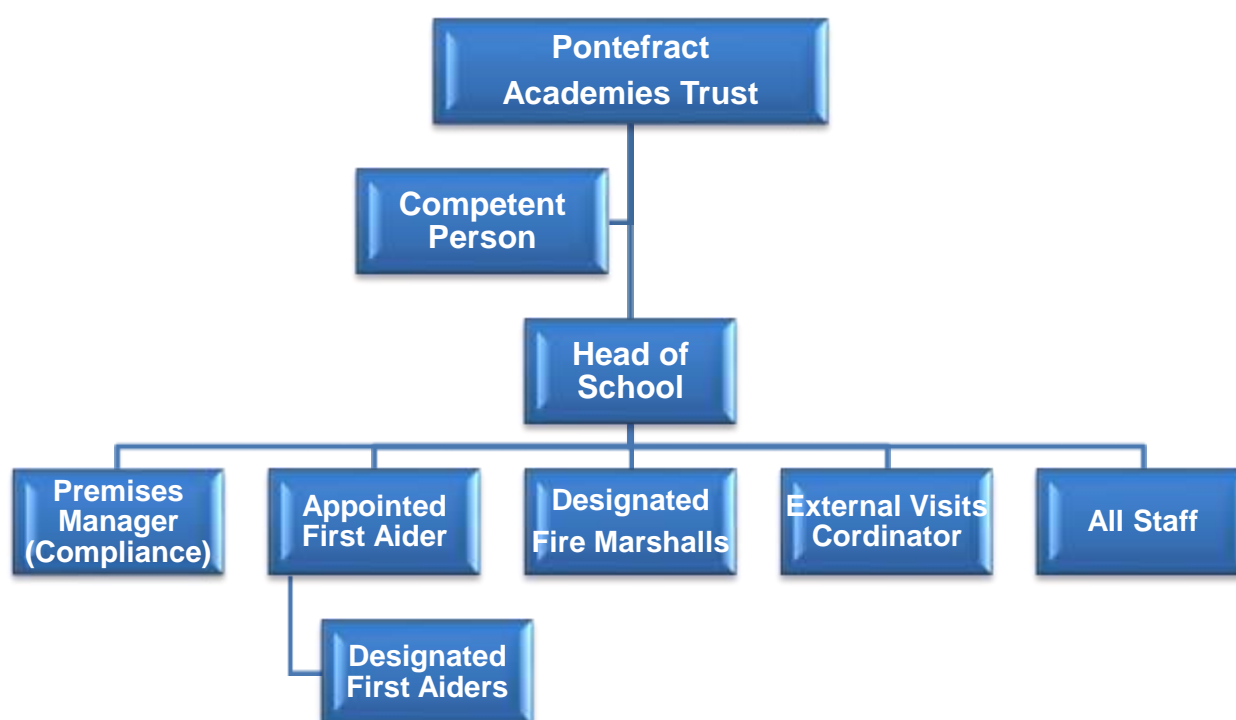 Pontefract
Academies Trust
Competent
Person
Head of
School
Premises
Manager
(Compliance)
Appointed
First Aider
Designated
Fire Marshalls
External Visits
Cordinator
All Staff
Designated
First Aiders